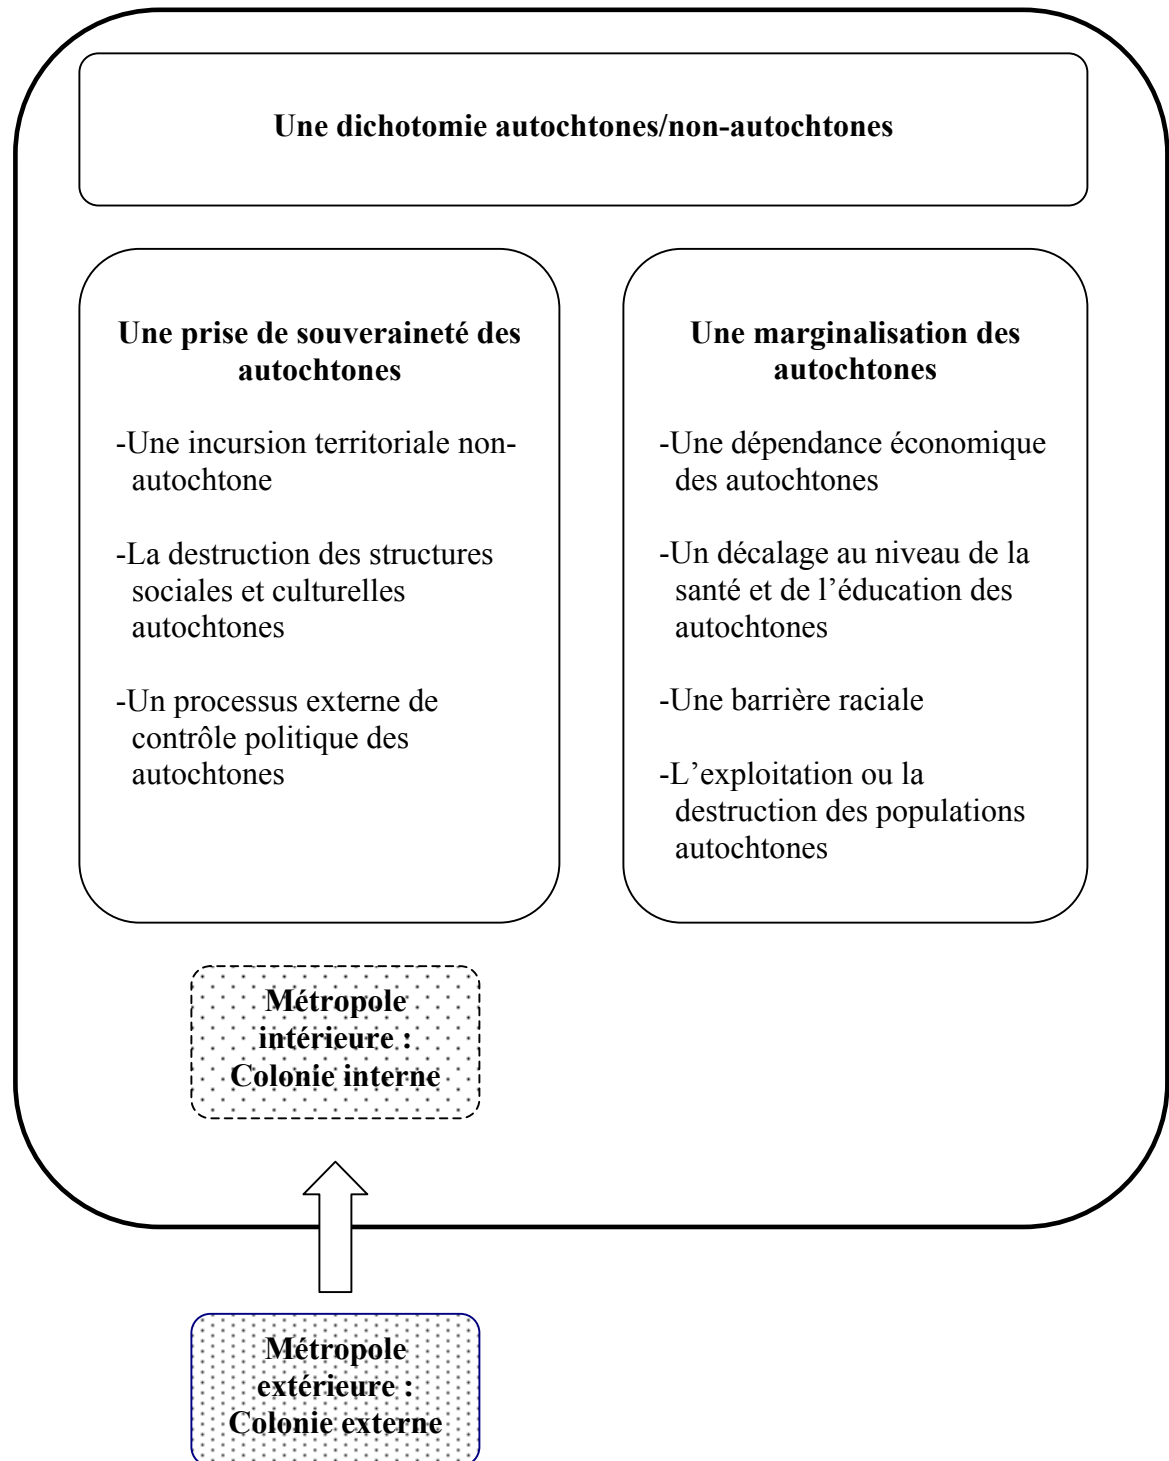 Une dichotomie autochtones/non-autochtones
Une prise de souveraineté des
autochtones
-Une incursion territoriale non-
autochtone
-La destruction des structures
sociales et culturelles
autochtones
-Un processus externe de
contrôle politique des
autochtones
Une marginalisation des
autochtones
-Une dépendance économique
des autochtones
-Un décalage au niveau de la
santé et de l’éducation des
autochtones
-Une barrière raciale
-L’exploitation ou la
destruction des populations
autochtones
Métropole
intérieure :
Colonie interne
Métropole
extérieure :
Colonie externe